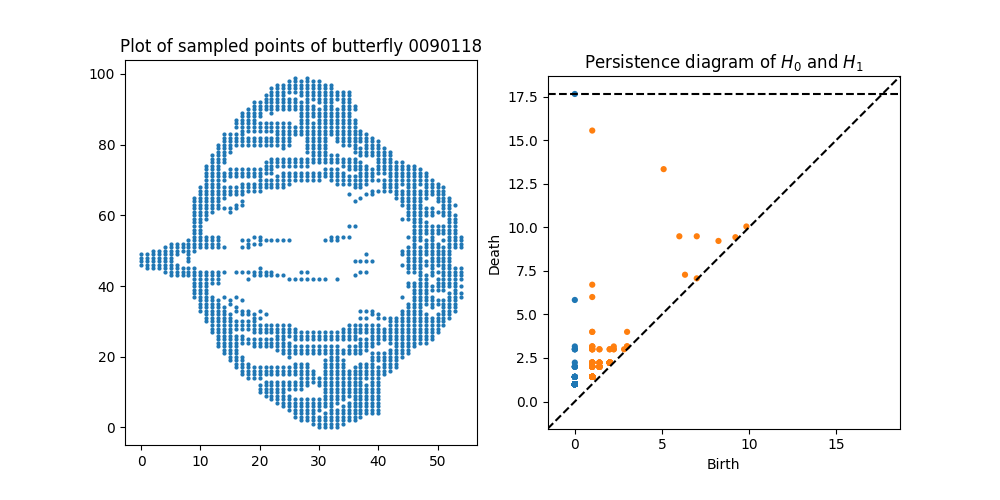 Plot of sampled points of butterfly 0090118
100
80
60
40
20
0
0 10 20 30 40 50
Persistence diagram of H₀ and H₁
Death
17.5
15.0
12.5
10.0
7.5
5.0
2.5
0.0
0 5 10 15
Birth